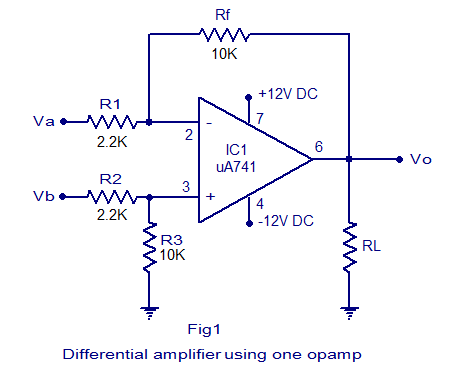 Rf
10K
+12V DC
R1
Va
2.2K
2
-
7
IC1
uA741
6
Vo
R2
Vb
2.2K
3
+
4
-12V DC
R3
10K
RL
Fig1
Differential amplifier using one opamp